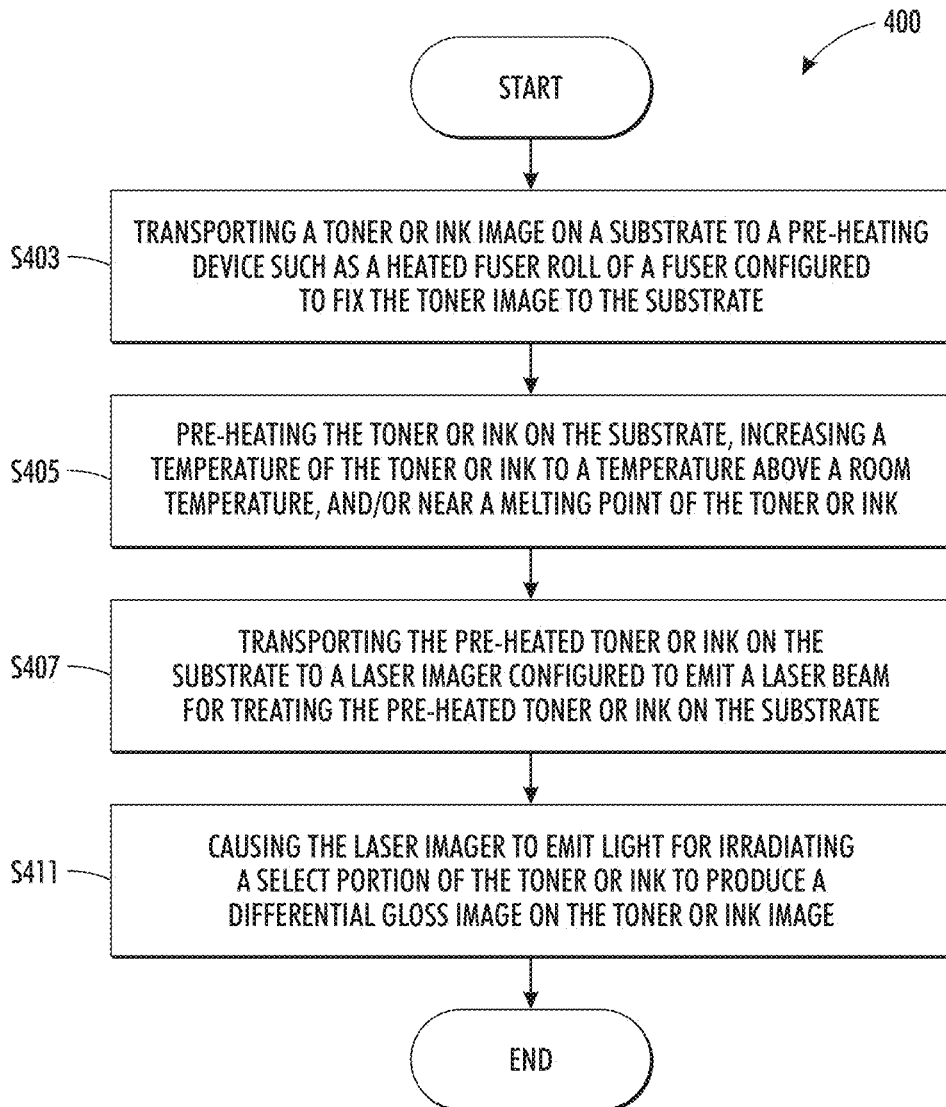 400
START
S403
TRANSPORTING A TONER OR INK IMAGE ON A SUBSTRATE TO A PRE-HEATING
DEVICE SUCH AS A HEATED FUSER ROLL OF A FUSER CONFIGURED
TO FIX THE TONER IMAGE TO THE SUBSTRATE
S405
PRE-HEATING THE TONER OR INK ON THE SUBSTRATE, INCREASING A
TEMPERATURE OF THE TONER OR INK TO A TEMPERATURE ABOVE A ROOM
TEMPERATURE, AND/OR NEAR A MELTING POINT OF THE TONER OR INK
S407
TRANSPORTING THE PRE-HEATED TONER OR INK ON THE
SUBSTRATE TO A LASER IMAGER CONFIGURED TO EMIT A LASER BEAM
FOR TREATING THE PRE-HEATED TONER OR INK ON THE SUBSTRATE
S411
CAUSING THE LASER IMAGER TO EMIT LIGHT FOR IRRADIATING
A SELECT PORTION OF THE TONER OR INK TO PRODUCE A
DIFFERENTIAL GLOSS IMAGE ON THE TONER OR INK IMAGE
END